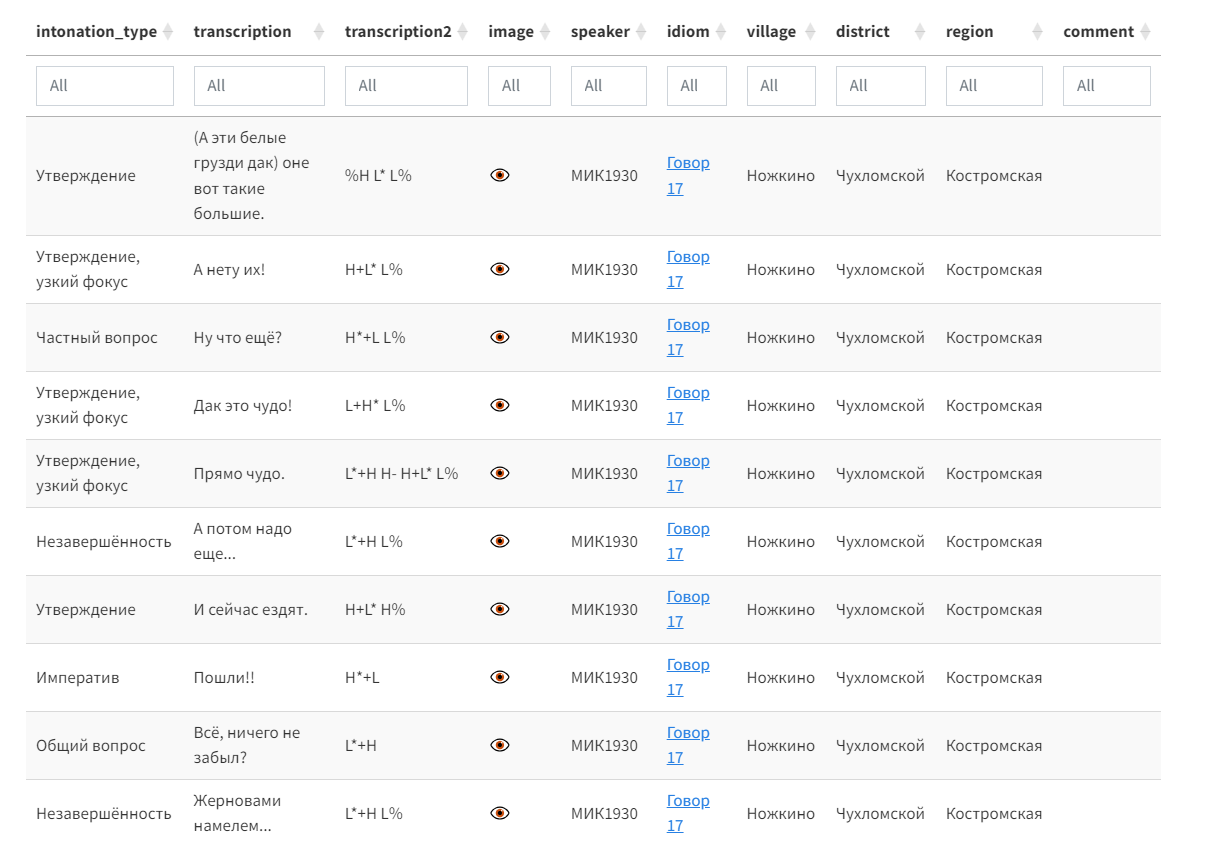 intonation_type transcription transcription2 image speaker idiom village district region comment
All All All All All All All All All All
(А эти белые
грузди дак) оне
вот такие
большие.
Утверждение %H L* L% МИК1930 Говор 17 Ножкино Чухломской Костромская
Утверждение,
узкий фокус
А нету их! H+L* L% МИК1930 Говор 17 Ножкино Чухломской Костромская
Частный вопрос Ну что ещё? H*+L L% МИК1930 Говор 17 Ножкино Чухломской Костромская
Утверждение,
узкий фокус
Дак это чудо! L+H* L% МИК1930 Говор 17 Ножкино Чухломской Костромская
Утверждение,
узкий фокус
Прямо чудо. L*+H H- H+L* L% МИК1930 Говор 17 Ножкино Чухломской Костромская
Незавершённость
А потом надо
еще...
L*+H L% МИК1930 Говор 17 Ножкино Чухломской Костромская
Утверждение И сейчас ездят. H+L* H% МИК1930 Говор 17 Ножкино Чухломской Костромская
Императив Пошли!! H*+L МИК1930 Говор 17 Ножкино Чухломской Костромская
Общий вопрос
Всё, ничего не
забыл?
L*+H МИК1930 Говор 17 Ножкино Чухломской Костромская
Незавершённость
Жерновами
намелем...
L*+H L% МИК1930 Говор 17 Ножкино Чухломской Костромская